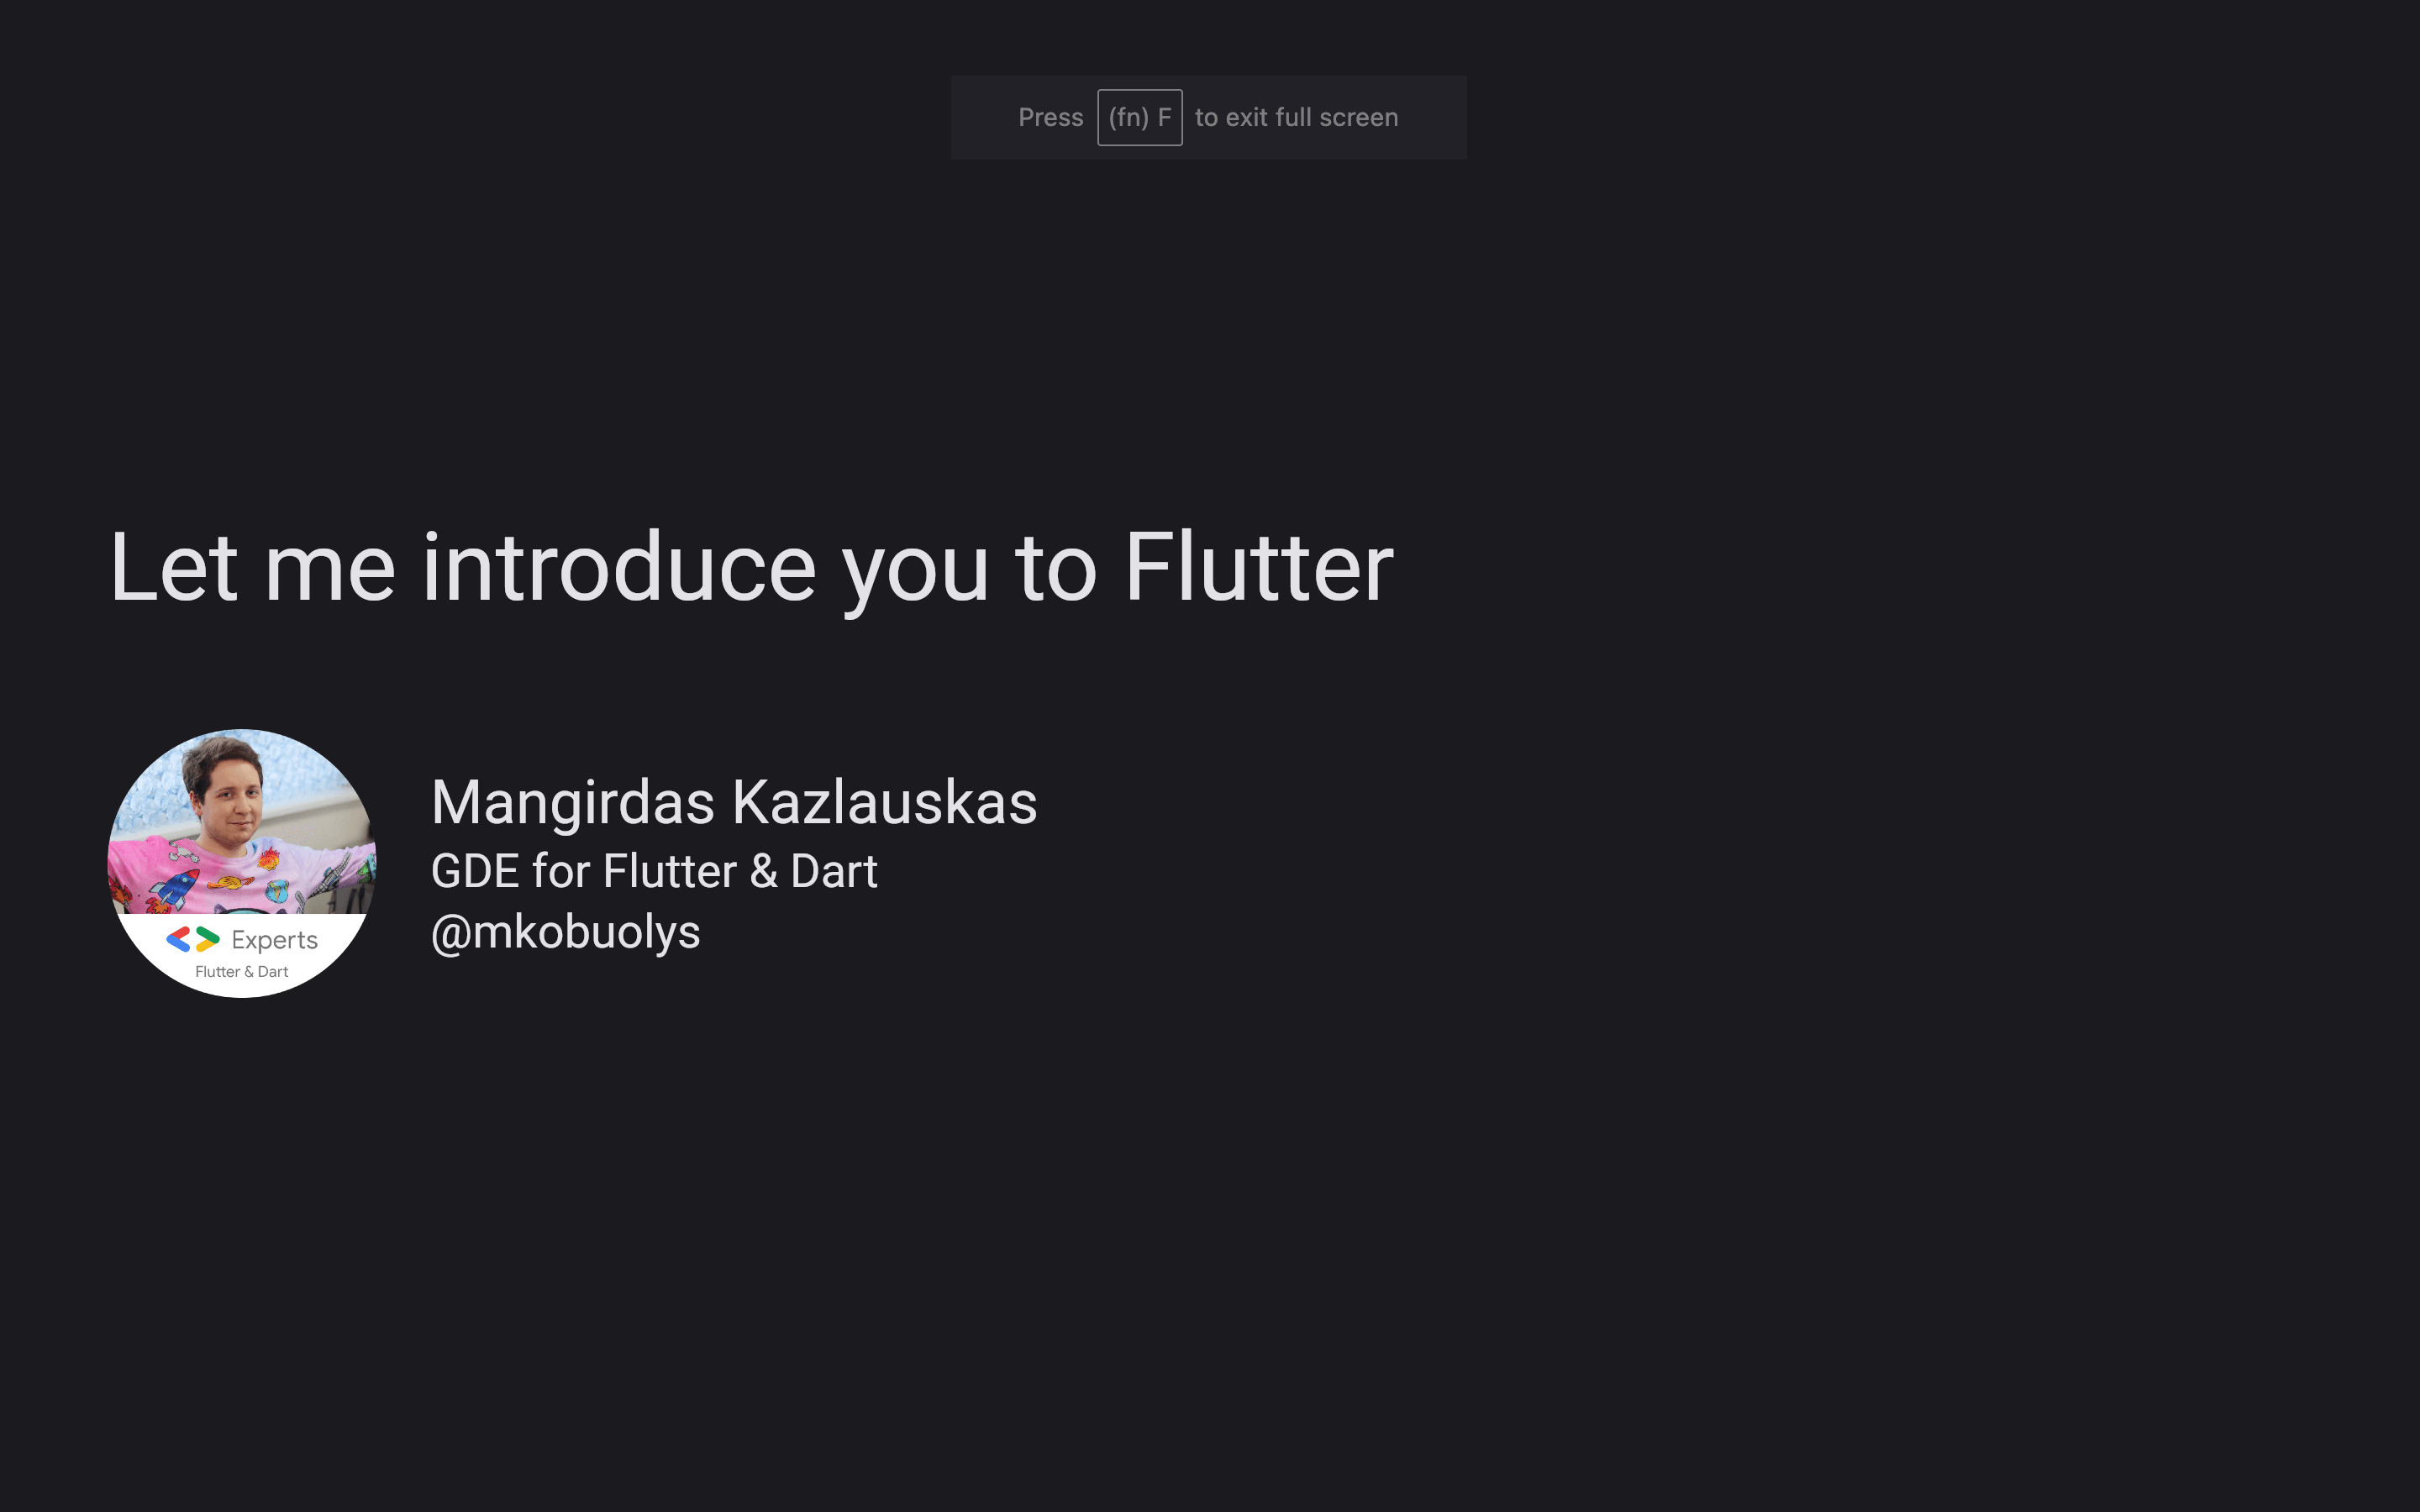 Press (fn) F to exit full screen
Let me introduce you to Flutter
Mangirdas Kazlauskas
GDE for Flutter & Dart
@mkobuolys
Experts
Flutter & Dart